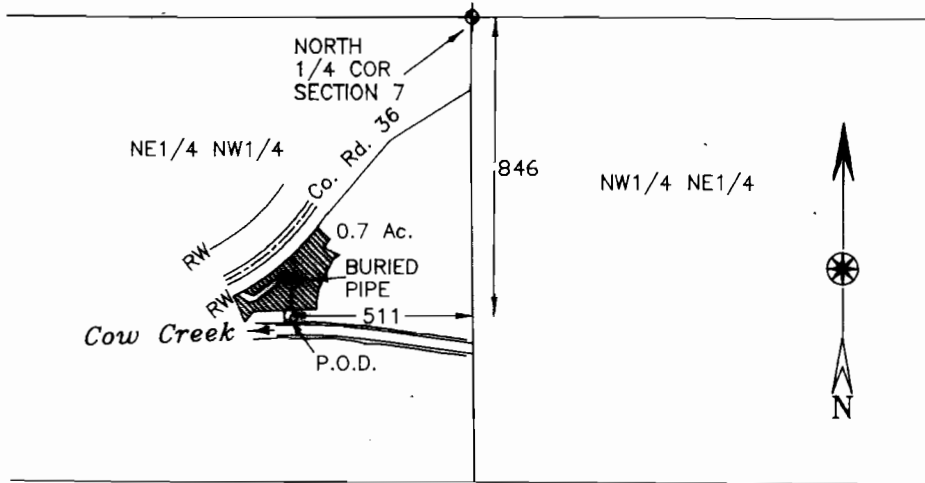 NORTH
1/4 COR
SECTION 7
NE1/4 NW1/4
Co. Rd. 36
846
NW1/4 NE1/4
RW
0.7 Ac.
RW
BURIED
PIPE
511
Cow Creek
P.O.D.
N